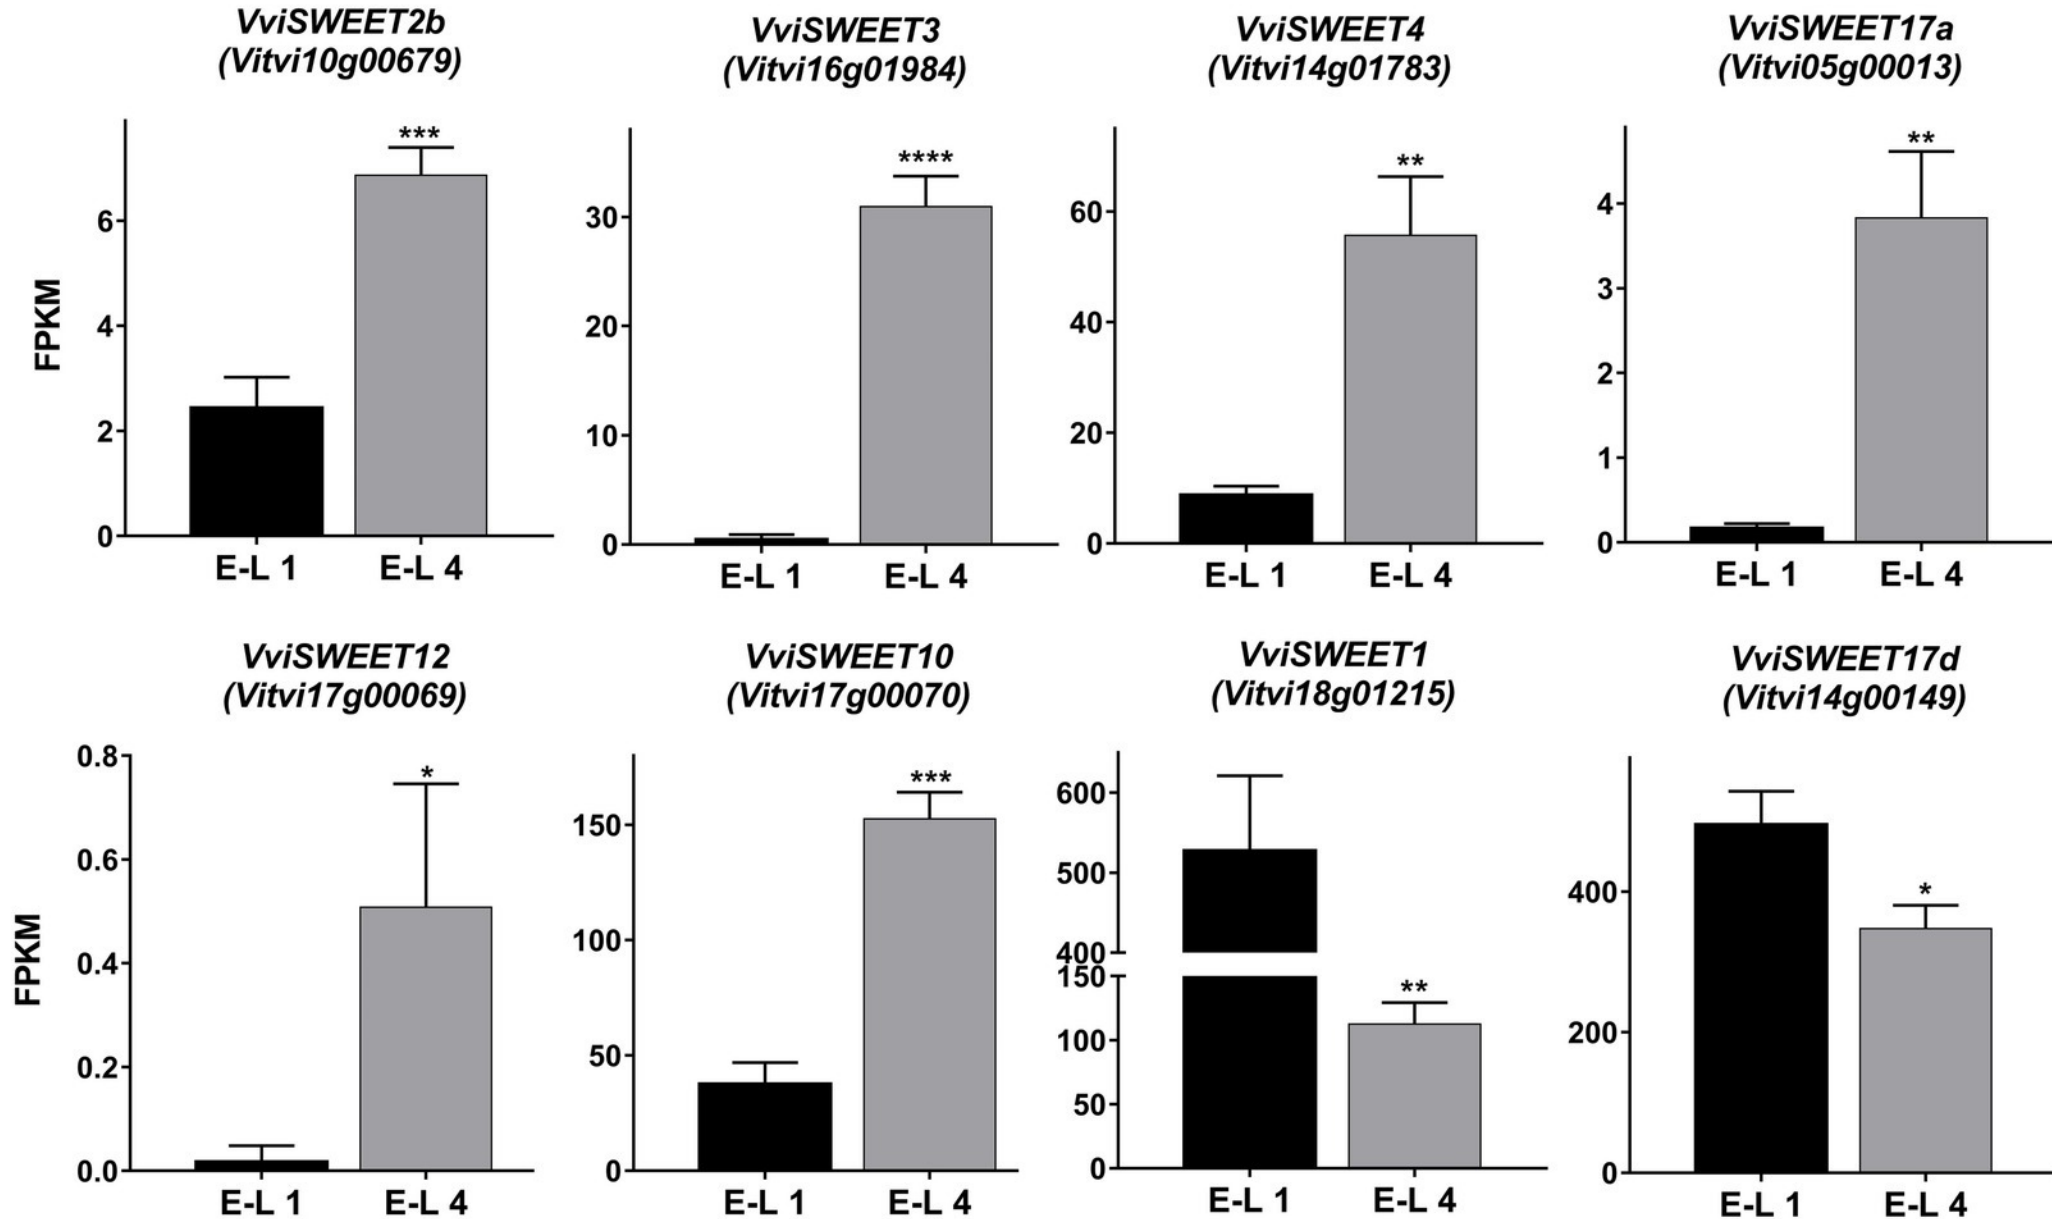 VviSWEET2b
(Vitvi10g00679)
VviSWEET3
(Vitvi16g01984)
VviSWEET4
(Vitvi14g01783)
VviSWEET17a
(Vitvi05g00013)
FPKM
***
6
4
2
0
E-L 1 E-L 4
****
30
20
10
0
E-L 1 E-L 4
**
60
40
20
0
E-L 1 E-L 4
**
4
3
2
1
0
E-L 1 E-L 4
VviSWEET12
(Vitvi17g00069)
VviSWEET10
(Vitvi17g00070)
VviSWEET1
(Vitvi18g01215)
VviSWEET17d
(Vitvi14g00149)
FPKM
*
0.8
0.6
0.4
0.2
0.0
E-L 1 E-L 4
***
150
100
50
0
E-L 1 E-L 4
600
500
400
150
**
100
50
0
E-L 1 E-L 4
*
400
200
0
E-L 1 E-L 4